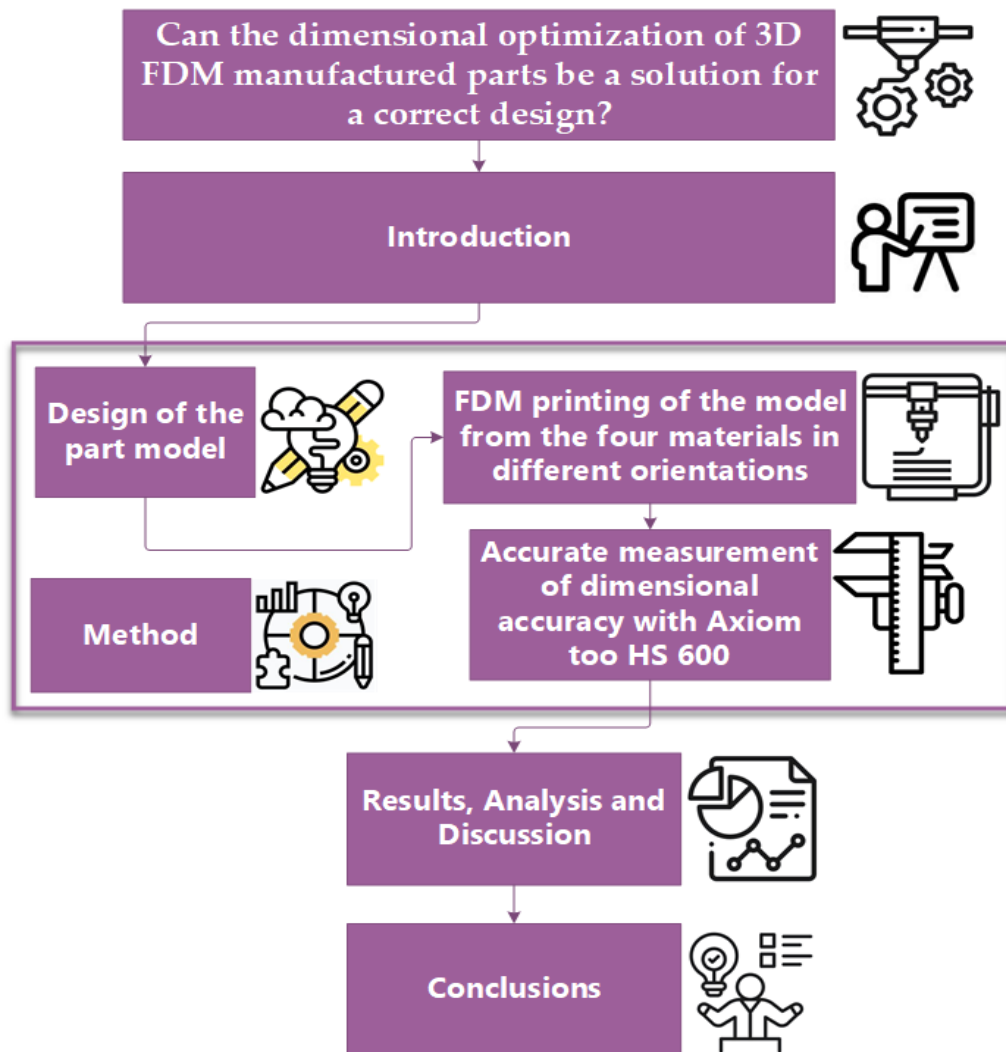 Can the dimensional optimization of 3D
FDM manufactured parts be a solution for
a correct design?
Introduction
Design of the
part model
FDM printing of the model
from the four materials in
different orientations
Accurate measurement
of dimensional
accuracy with Axiom
too HS 600
Method
Results, Analysis and
Discussion
Conclusions